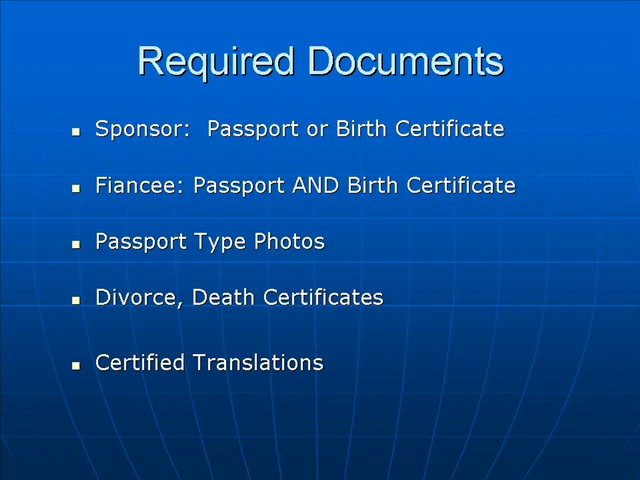 Required Documents
Sponsor:  Passport or Birth Certificate
Fiancee: Passport AND Birth Certificate
Passport Type Photos
Divorce, Death Certificates
Certified Translations